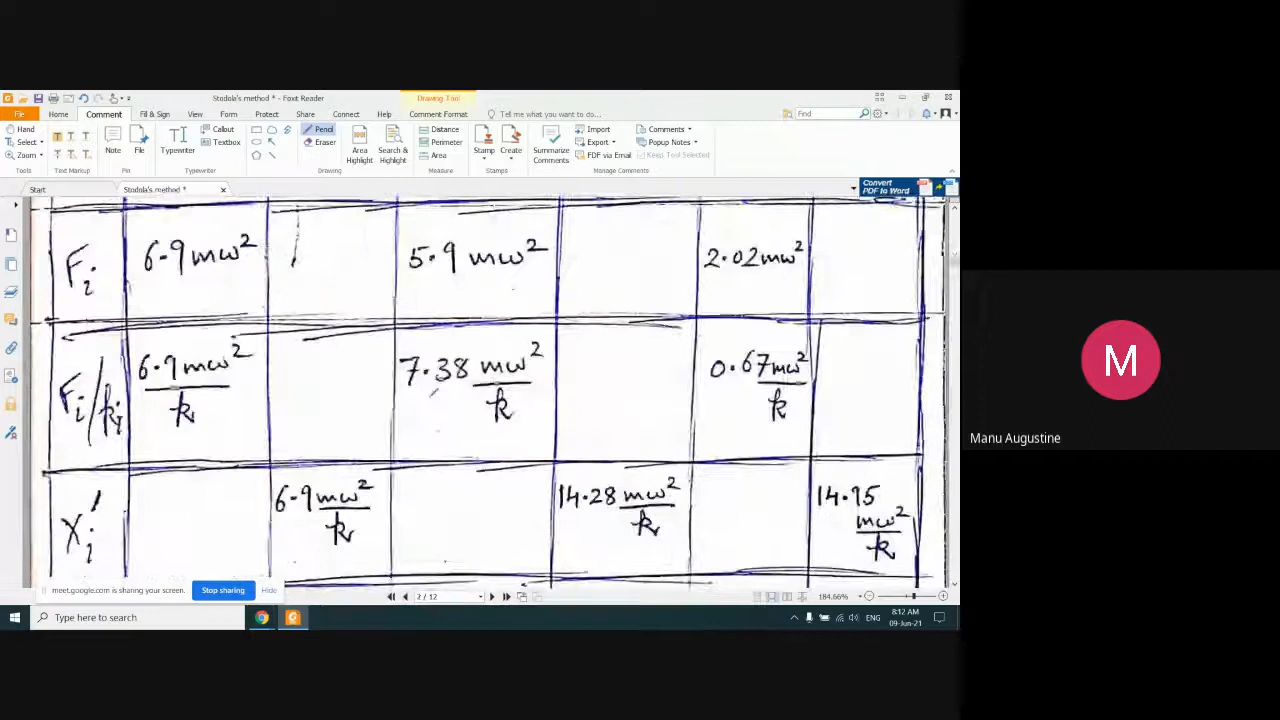 Stodola's method * - Foxit Reader
Drawing Tool
File
Home
Comment
Fill & Sign
View
Form
Protect
Share
Connect
Help
Comment Format
Tell me what you want to do...
Find
Hand
Select
Zoom
Tools
Text Markup
Note
File
Pin
Typewriter
Callout
Textbox
Typewriter
Pencil
Eraser
Drawing
Area Highlight
Search & Highlight
Distance
Perimeter
Area
Measure
Stamp
Create
Stamps
Summarize Comments
Import
Export
FDF via Email
Comments
Popup Notes
Keep Tool Selected
Manage Comments
Start
Stodola's method *
Convert
PDF to Word
Fi 6.9 mω² 5.9 mω² 2.02 mω²
Fi/ki 6.9 mω²/k 7.38 mω²/k 0.67 mω²/k
Xi' 6.9 mω²/k 14.28 mω²/k 14.95 mω²/k
M
Manu Augustine
meet.google.com is sharing your screen.
Stop sharing
Hide
2 / 12
184.66%
Type here to search
ENG
8:12 AM
09-Jun-21